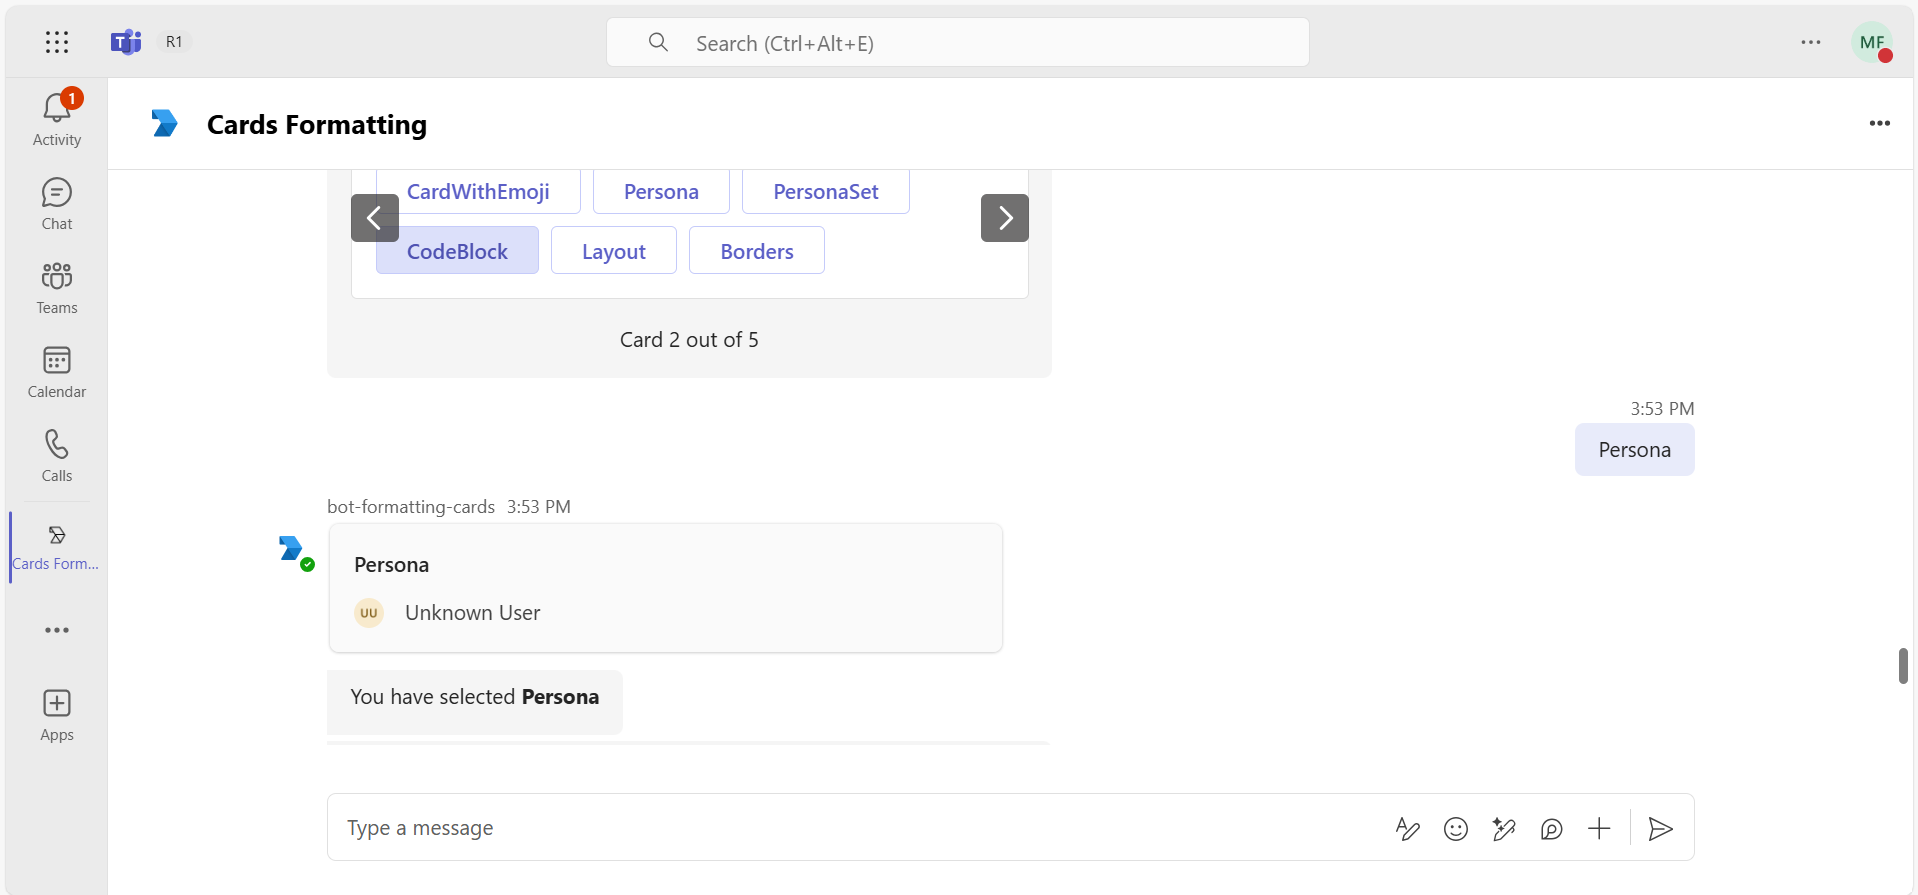 R1
Search (Ctrl+Alt+E)
MF
1
Activity
Chat
Teams
Calendar
Calls
Cards Form...
Apps
Cards Formatting
CardWithEmoji
Persona
PersonaSet
CodeBlock
Layout
Borders
Card 2 out of 5
3:53 PM
Persona
bot-formatting-cards 3:53 PM
Persona
UU
Unknown User
You have selected Persona
Type a message